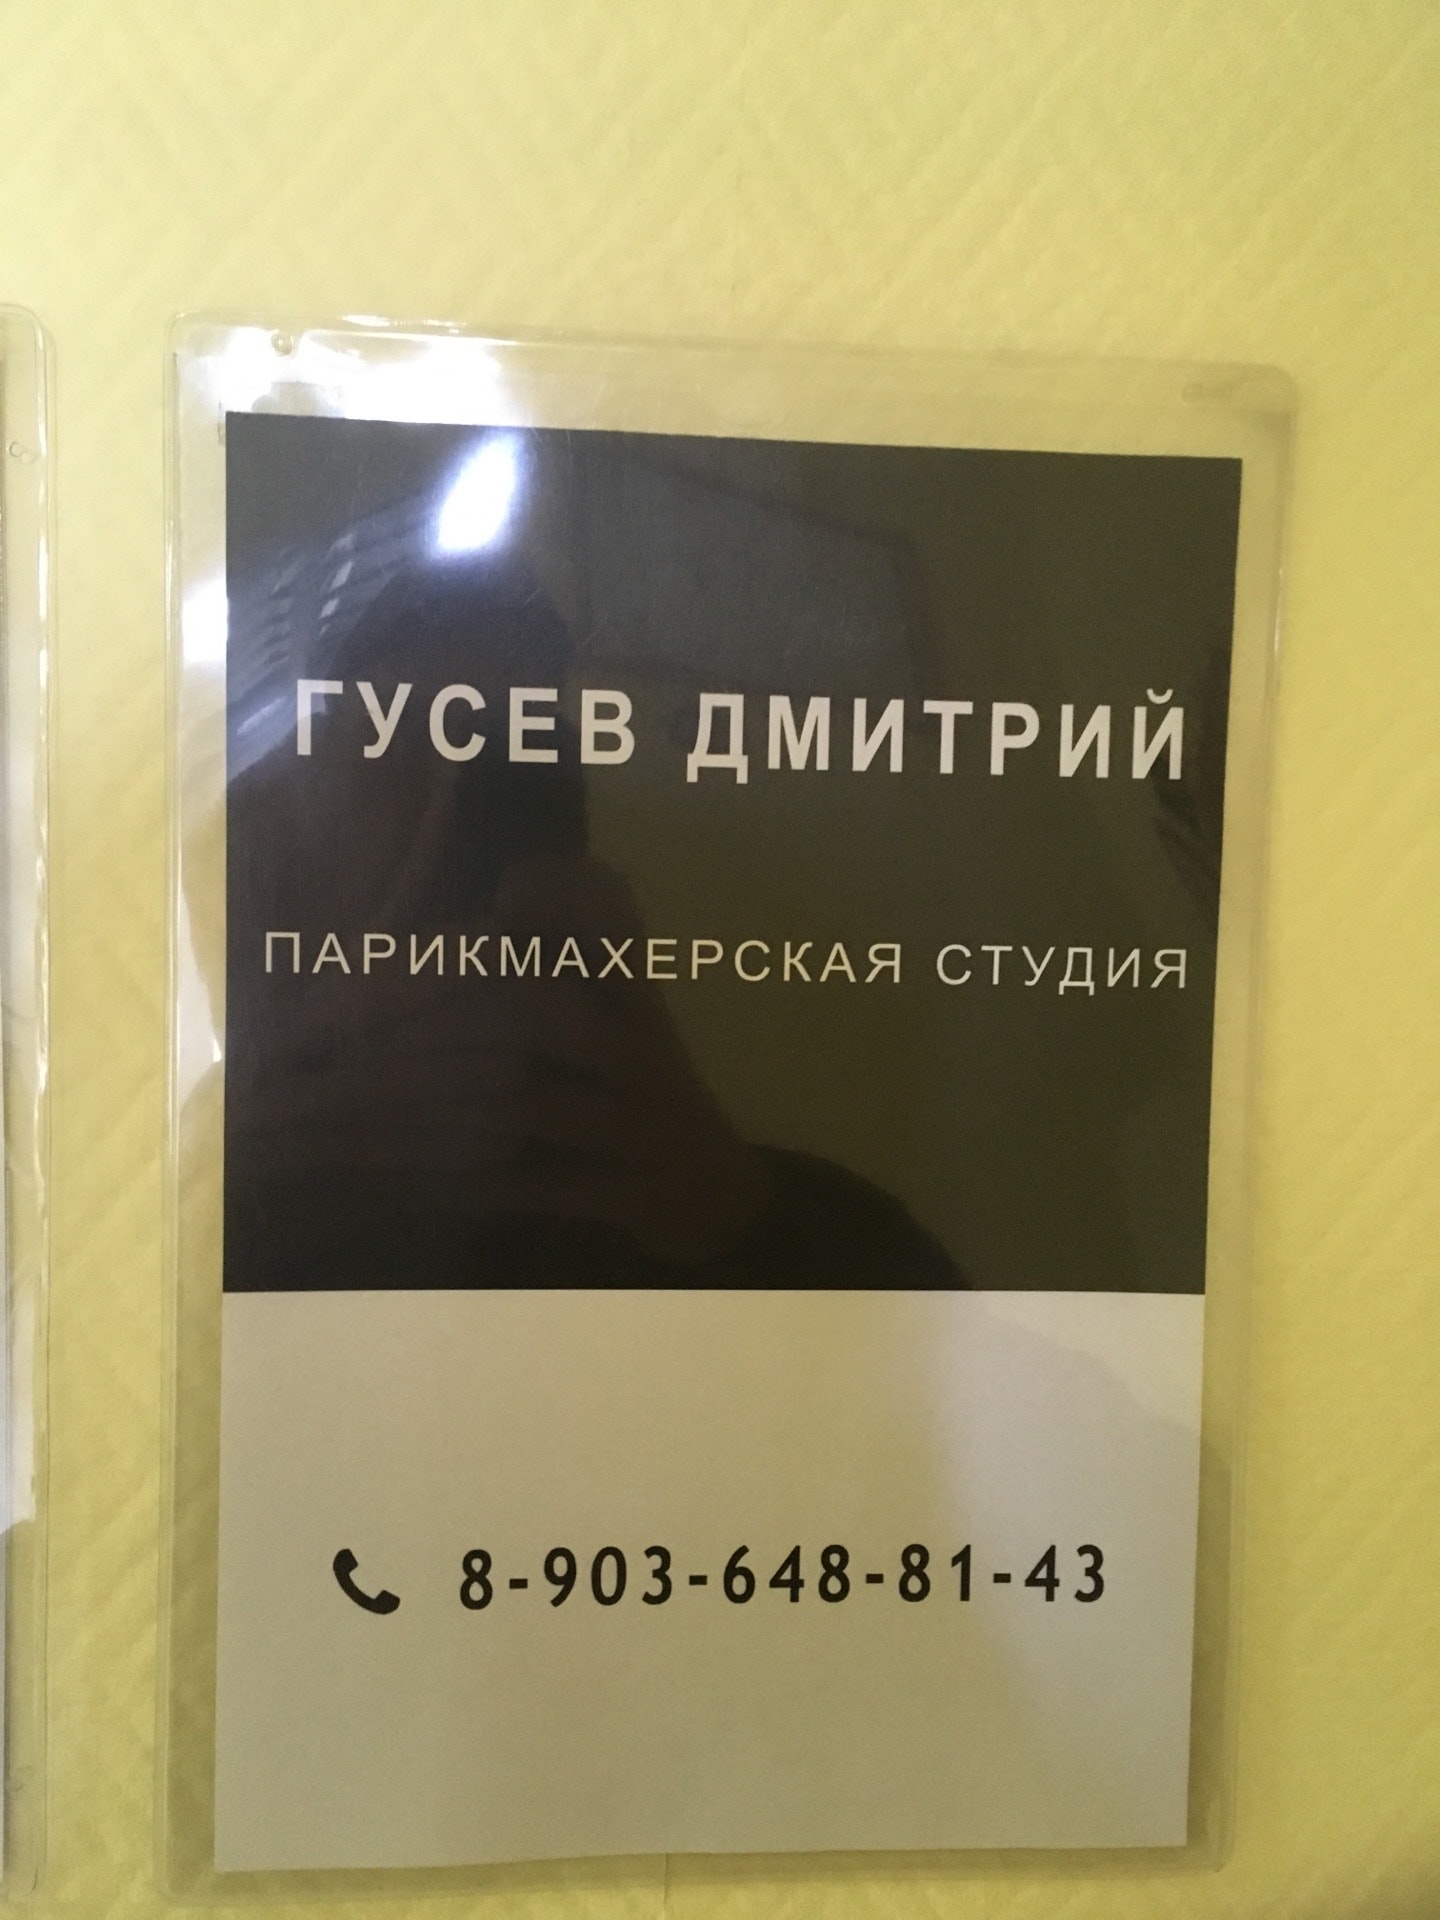 ГУСЕВ ДМИТРИЙ
ПАРИКМАХЕРСКАЯ СТУДИЯ
8-903-648-81-43